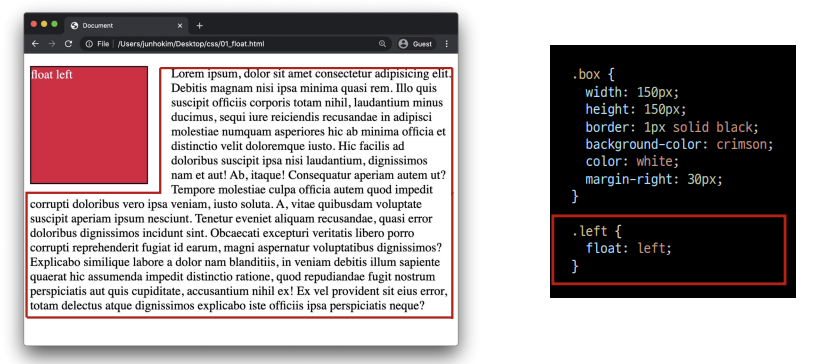 Document
File /Users/junhokim/Desktop/css/01_float.html
Guest
float left
Lorem ipsum, dolor sit amet consectetur adipisicing elit.
Debitis magnam nisi ipsa minima quasi rem. Illo quis
suscipit officiis corporis totam nihil, laudantium minus
ducimus, sequi iure reiciendis recusandae in adipisci
molestiae numquam asperiores hic ab minima officia et
distinctio velit doloremque iusto. Hic facilis ad
doloribus suscipit ipsa nisi laudantium, dignissimos
nam et aut! Ab, itaque! Consequatur aperiam autem ut?
Tempore molestiae culpa officia autem quod impedit
corrupti doloribus vero ipsa veniam, iusto soluta. A, vitae quibusdam voluptate
suscipit aperiam ipsum nesciunt. Tenetur eveniet aliquam recusandae, quasi error
doloribus dignissimos incidunt sint. Obcaecati excepturi veritatis libero porro
corrupti reprehenderit fugiat id earum, magni aspernatur voluptatibus dignissimos?
Explicabo similique labore a dolor nam blanditiis, in veniam debitis illum sapiente
quaerat hic assumenda impedit distinctio ratione, quod repudiandae fugit nostrum
perspiciatis aut quis cupiditate, accusantium nihil ex! Ex vel provident sit eius error,
totam delectus atque dignissimos explicabo iste officiis ipsa perspiciatis neque?
.box {
width: 150px;
height: 150px;
border: 1px solid black;
background-color: crimson;
color: white;
margin-right: 30px;
}
.left {
float: left;
}